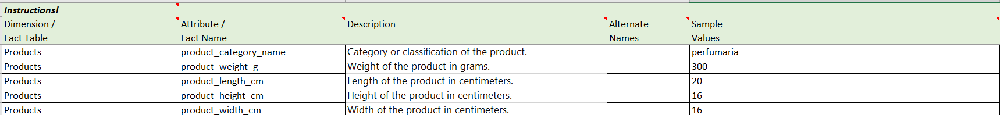 Instructions!
Dimension / Attribute / Description Alternate Sample
Fact Table Fact Name Names Values
Products product_category_name Category or classification of the product. perfumaria
Products product_weight_g Weight of the product in grams. 300
Products product_length_cm Length of the product in centimeters. 20
Products product_height_cm Height of the product in centimeters. 16
Products product_width_cm Width of the product in centimeters. 16